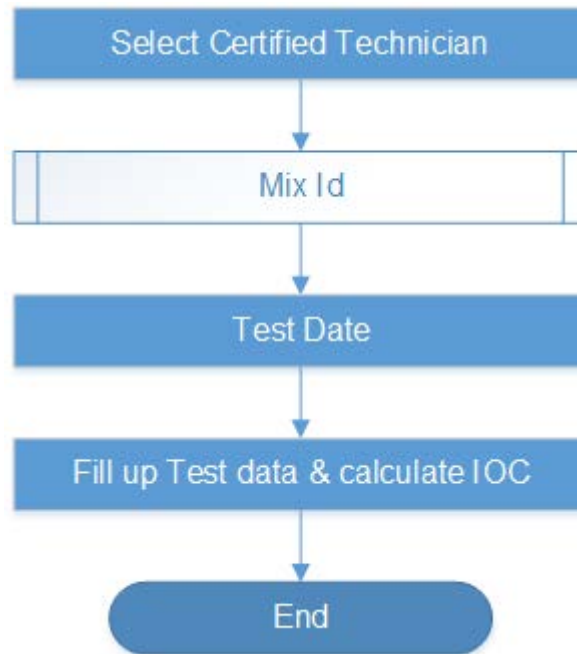 Select Certified Technician
Mix Id
Test Date
Fill up Test data & calculate IOC
End